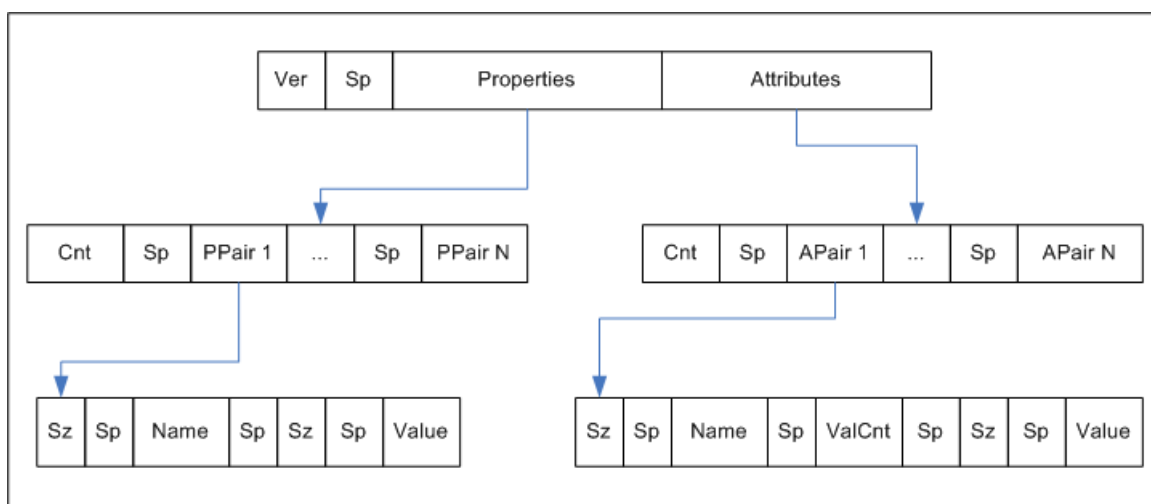 Ver Sp Properties Attributes
Cnt Sp PPair 1 ... Sp PPair N
Cnt Sp APair 1 ... Sp APair N
Sz Sp Name Sp Sz Sp Value
Sz Sp Name Sp ValCnt Sp Sz Sp Value